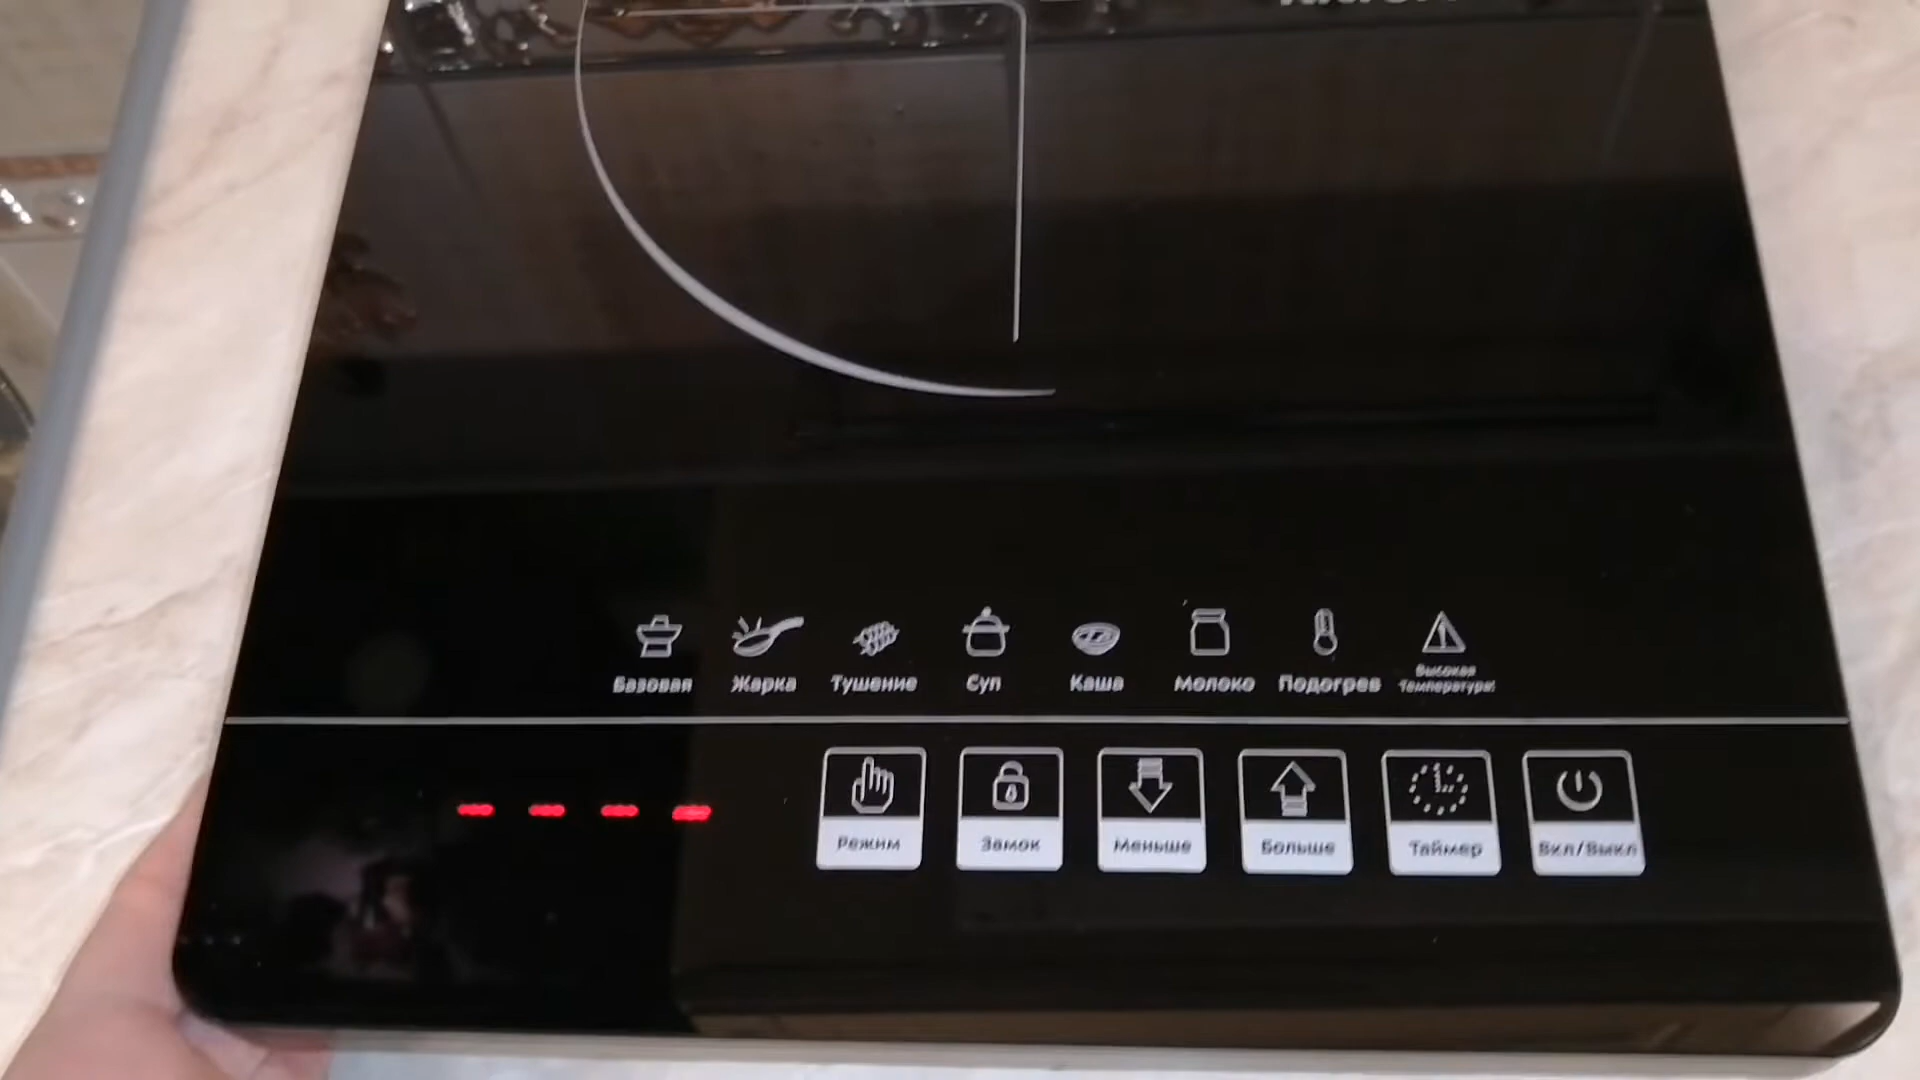 Базовая Жарка Тушение Суп Каша Молоко Подогрев Высокая
Температура
- - - -
Режим Замок Меньше Больше Таймер Вкл/Выкл